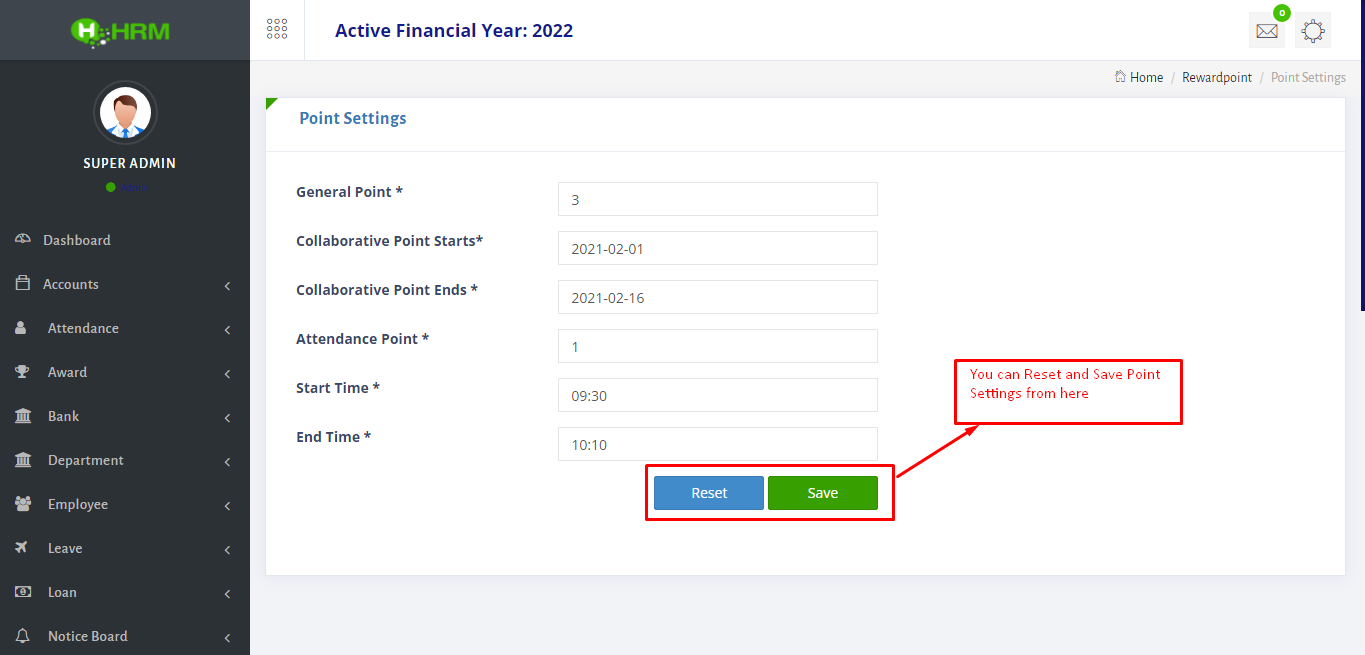 HRM
Active Financial Year: 2022
0
Home / Rewardpoint / Point Settings
SUPER ADMIN
Dashboard
Accounts
Attendance
Award
Bank
Department
Employee
Leave
Loan
Notice Board
Point Settings
General Point *
3
Collaborative Point Starts*
2021-02-01
Collaborative Point Ends *
2021-02-16
Attendance Point *
1
Start Time *
09:30
End Time *
10:10
Reset
Save
You can Reset and Save Point
Settings from here